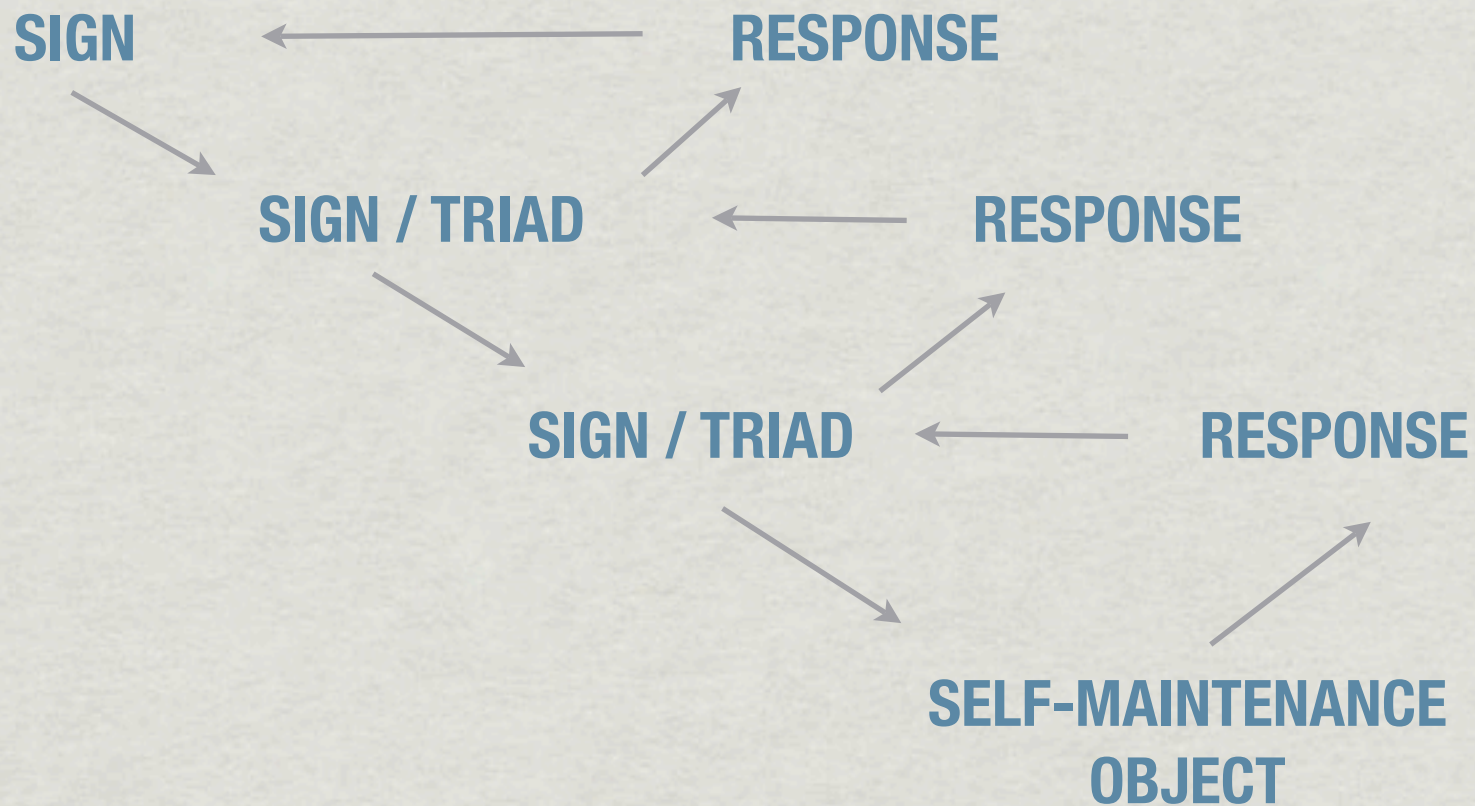 SIGN
RESPONSE
SIGN / TRIAD
RESPONSE
SIGN / TRIAD
RESPONSE
SELF-MAINTENANCE
OBJECT